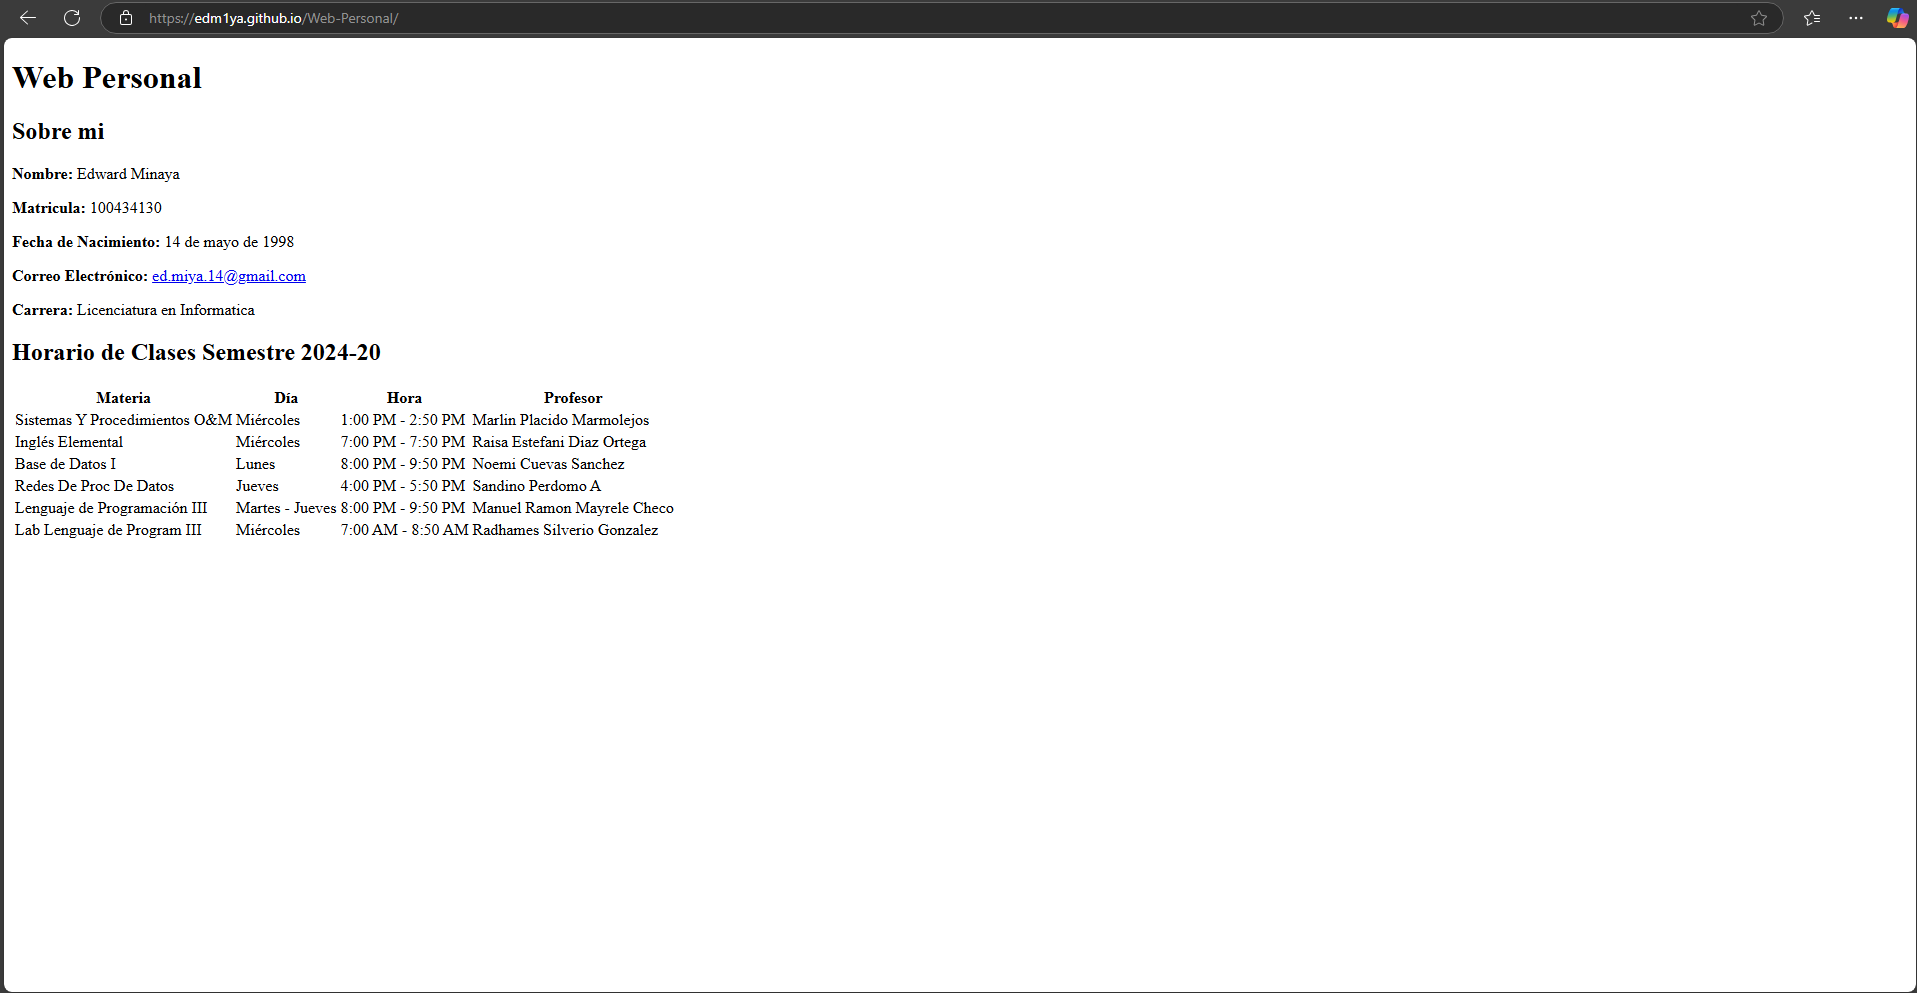 https://edm1ya.github.io/Web-Personal/
Web Personal
Sobre mi
Nombre: Edward Minaya
Matricula: 100434130
Fecha de Nacimiento: 14 de mayo de 1998
Correo Electrónico: ed.miya.14@gmail.com
Carrera: Licenciatura en Informatica
Horario de Clases Semestre 2024-20
Materia Día Hora Profesor
Sistemas Y Procedimientos O&M Miércoles 1:00 PM - 2:50 PM Marlin Placido Marmolejos
Inglés Elemental Miércoles 7:00 PM - 7:50 PM Raisa Estefani Diaz Ortega
Base de Datos I Lunes 8:00 PM - 9:50 PM Noemi Cuevas Sanchez
Redes De Proc De Datos Jueves 4:00 PM - 5:50 PM Sandino Perdomo A
Lenguaje de Programación III Martes - Jueves 8:00 PM - 9:50 PM Manuel Ramon Mayrele Checo
Lab Lenguaje de Program III Miércoles 7:00 AM - 8:50 AM Radhames Silverio Gonzalez